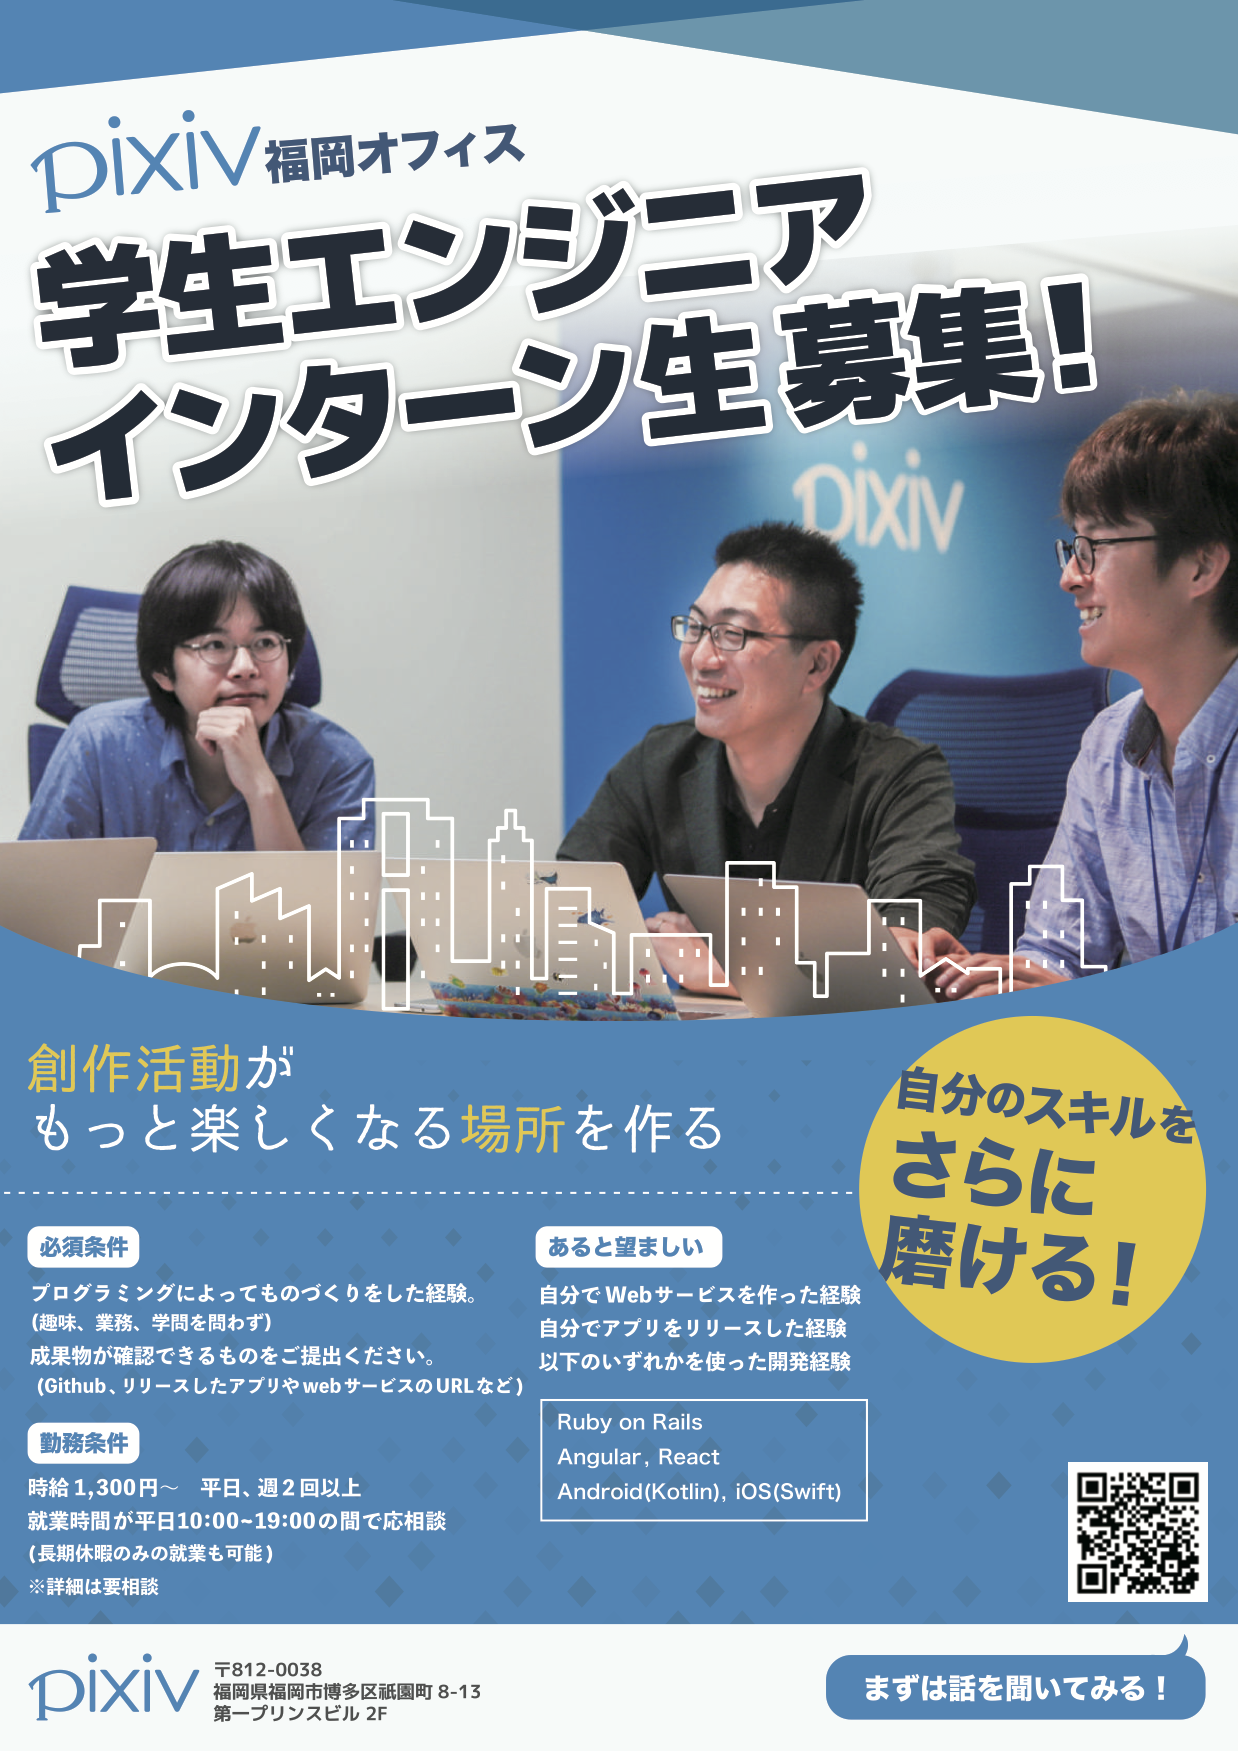 pixiv 福岡オフィス
学生エンジニア
インターン生募集!
pixiv
創作活動が
もっと楽しくなる場所を作る
自分のスキルを
さらに
磨ける!
必須条件
プログラミングによってものづくりをした経験。
(趣味、業務、学問を問わず)
成果物が確認できるものをご提出ください。
(Github、リリースしたアプリやwebサービスのURLなど)
勤務条件
時給1,300円〜 平日、週2回以上
就業時間が平日10:00~19:00の間で応相談
(長期休暇のみの就業も可能)
※詳細は要相談
あると望ましい
自分でWebサービスを作った経験
自分でアプリをリリースした経験
以下のいずれかを使った開発経験
Ruby on Rails
Angular, React
Android(Kotlin), iOS(Swift)
pixiv
〒812-0038
福岡県福岡市博多区祇園町 8-13
第一プリンスビル 2F
まずは話を聞いてみる!